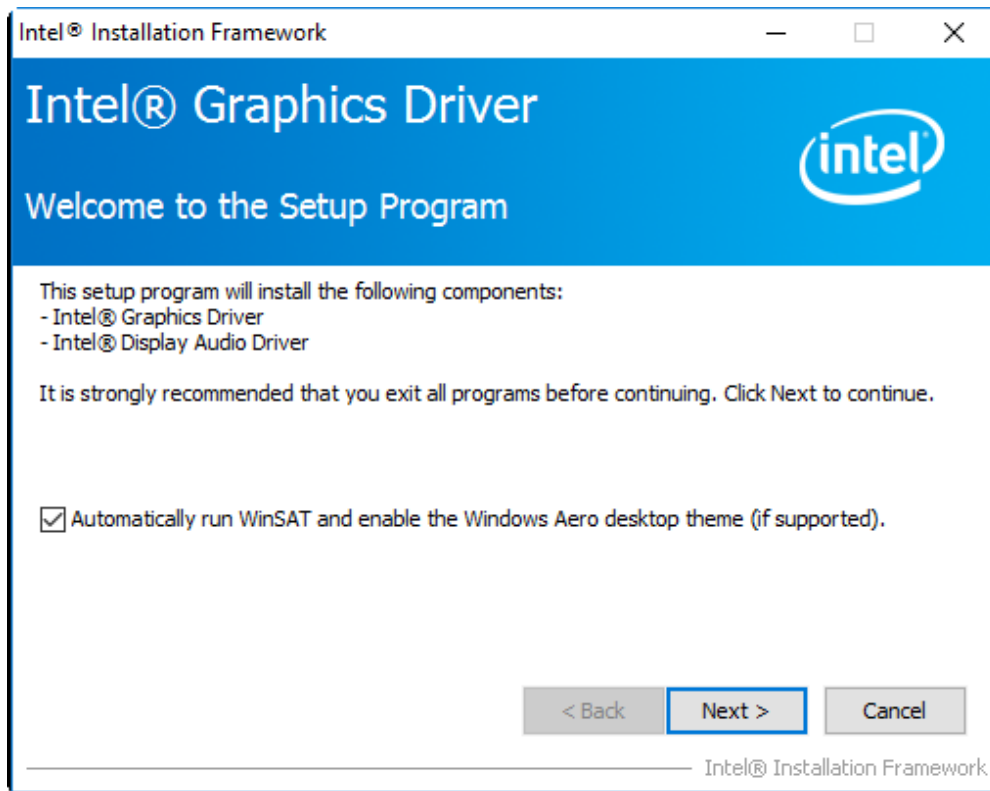 Intel® Installation Framework
Intel® Graphics Driver
intel®
Welcome to the Setup Program
This setup program will install the following components:
- Intel® Graphics Driver
- Intel® Display Audio Driver
It is strongly recommended that you exit all programs before continuing. Click Next to continue.
Automatically run WinSAT and enable the Windows Aero desktop theme (if supported).
< Back Next > Cancel
Intel® Installation Framework